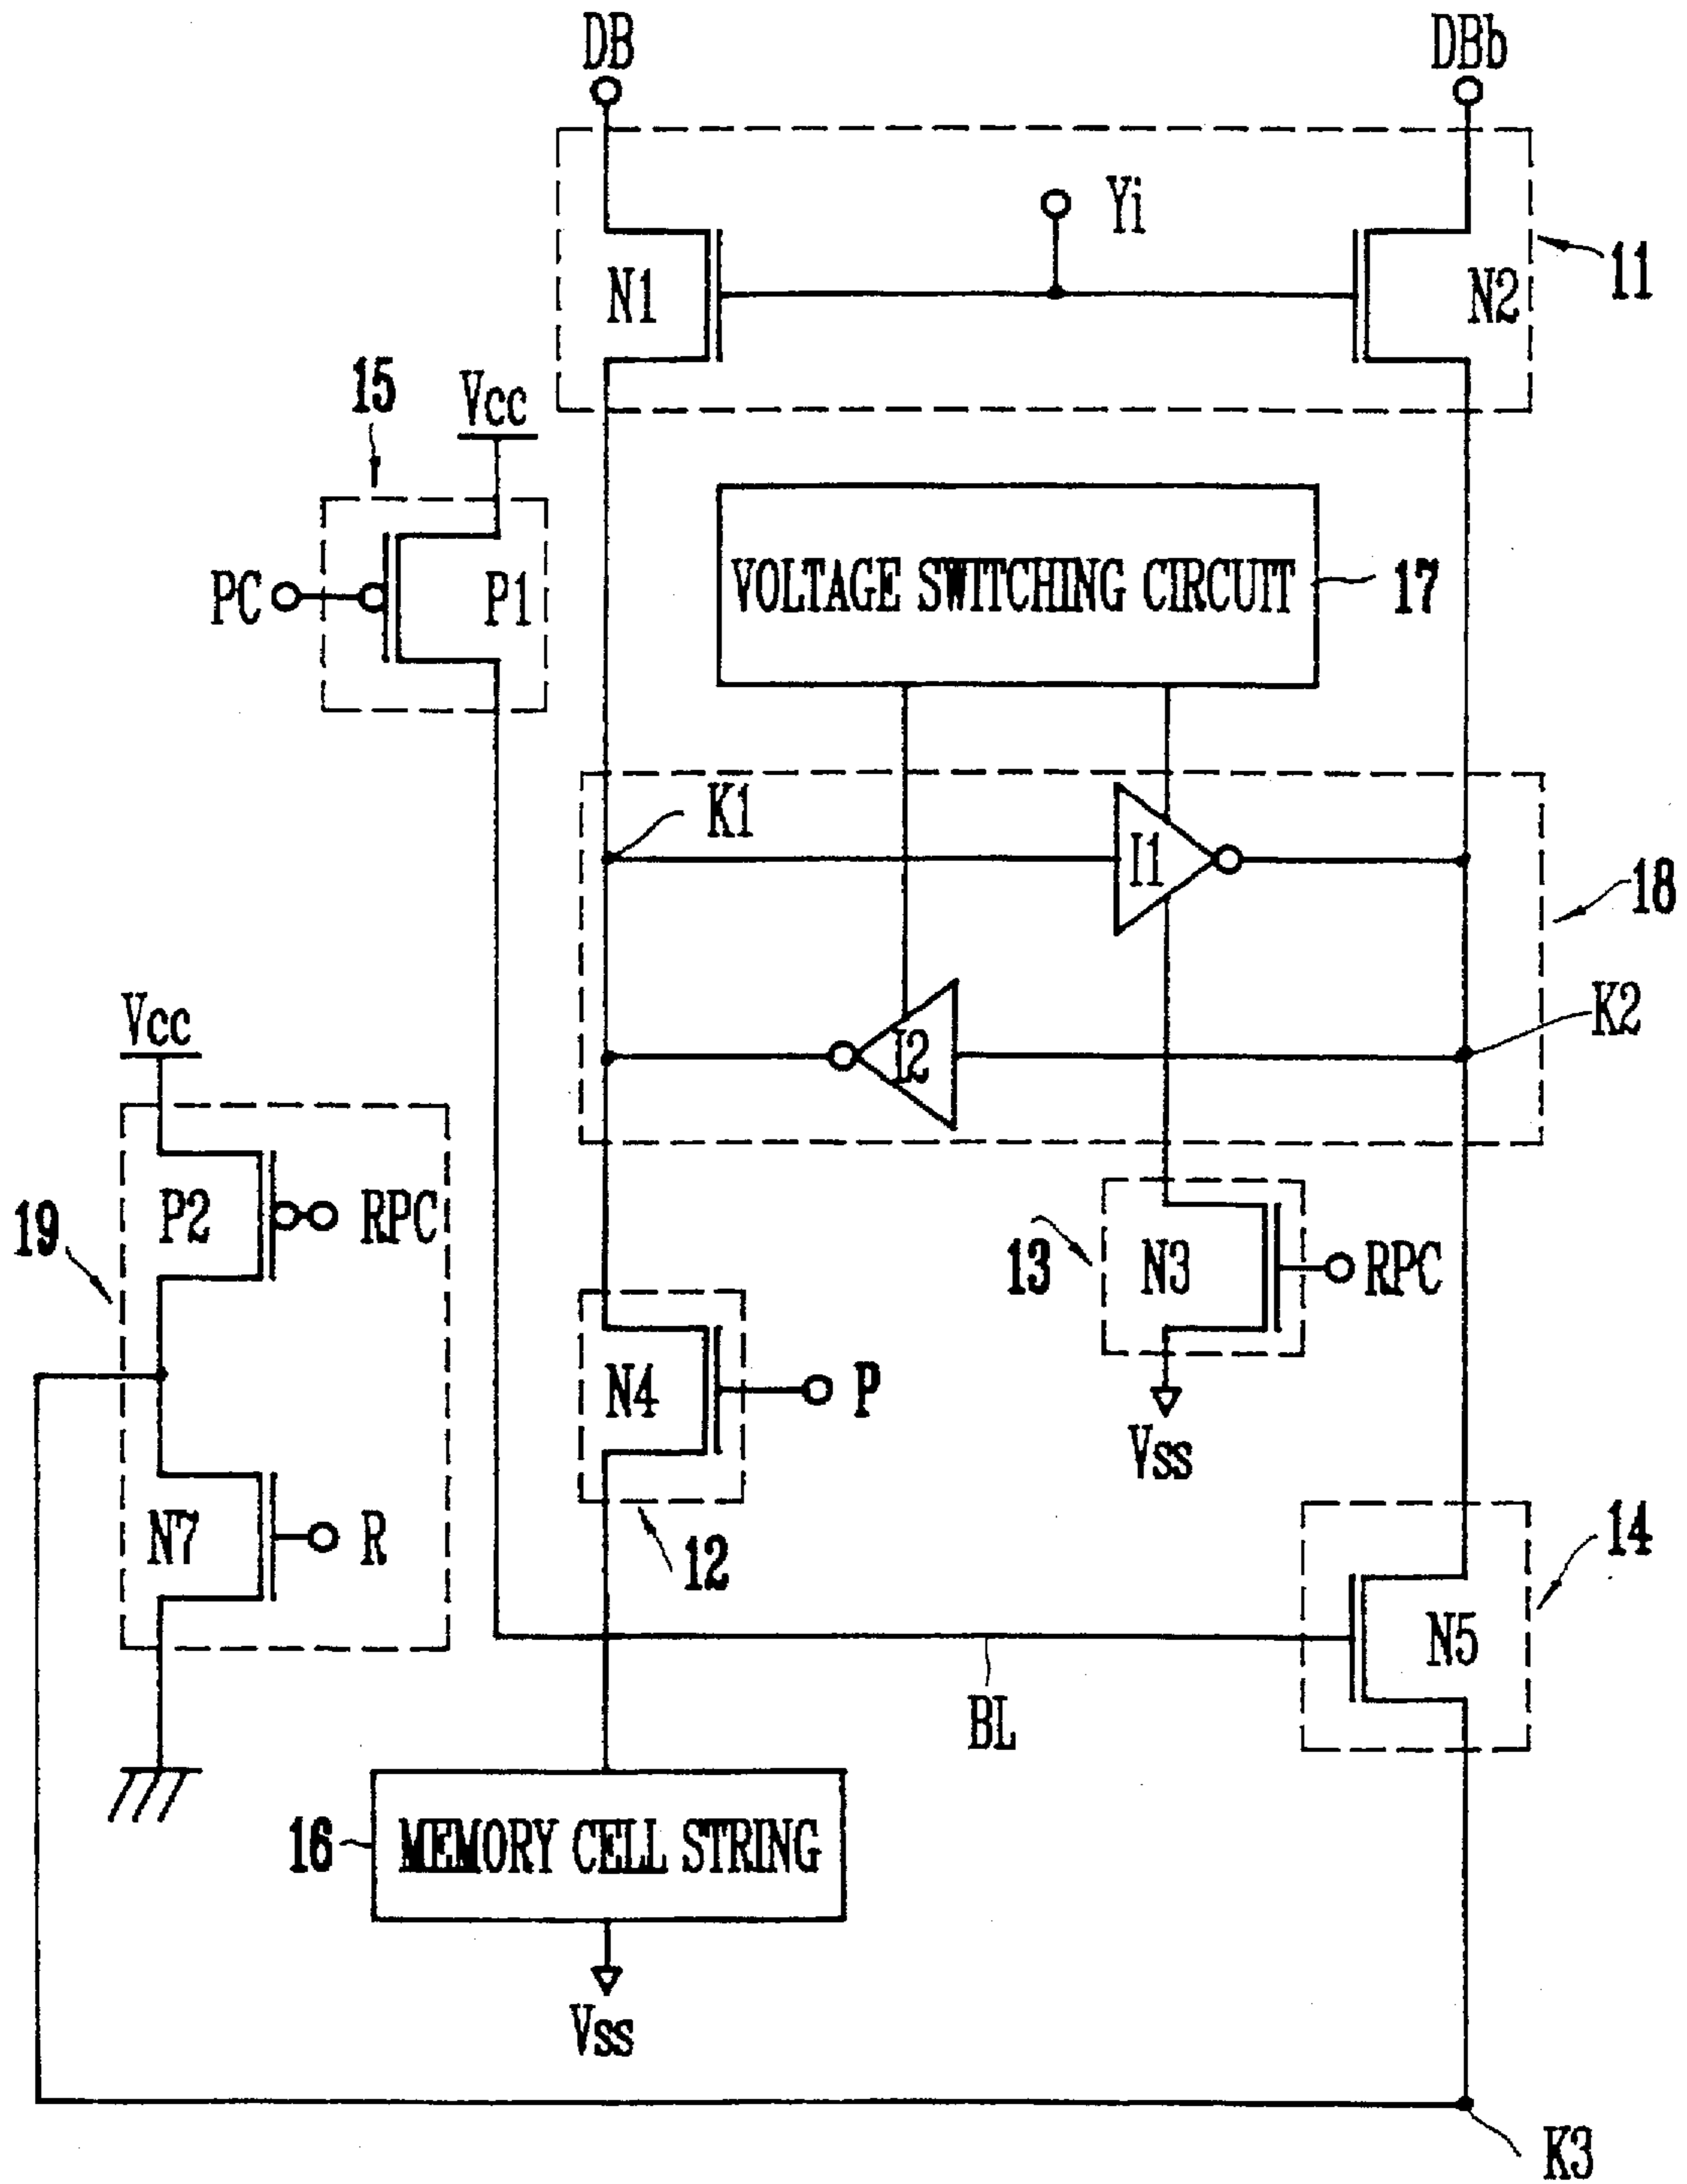 DB
DBb
Yi
N1
N2
11
15
Vcc
PC
P1
VOLTAGE SWITCHING CIRCUIT
17
K1
I1
18
Vcc
K2
I2
P2
RPC
19
13
N3
RPC
N4
P
Vss
N7
R
12
14
N5
BL
16
MEMORY CELL STRING
Vss
K3